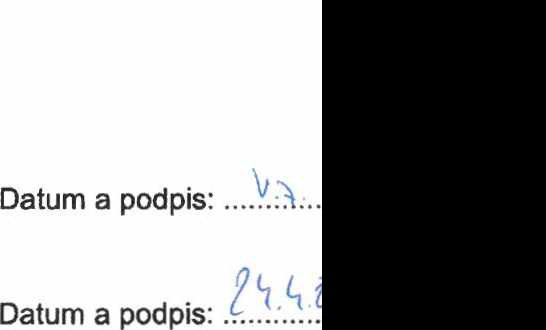 Datum a podpis: .......... v.z.
Datum a podpis: .......... 24.4.